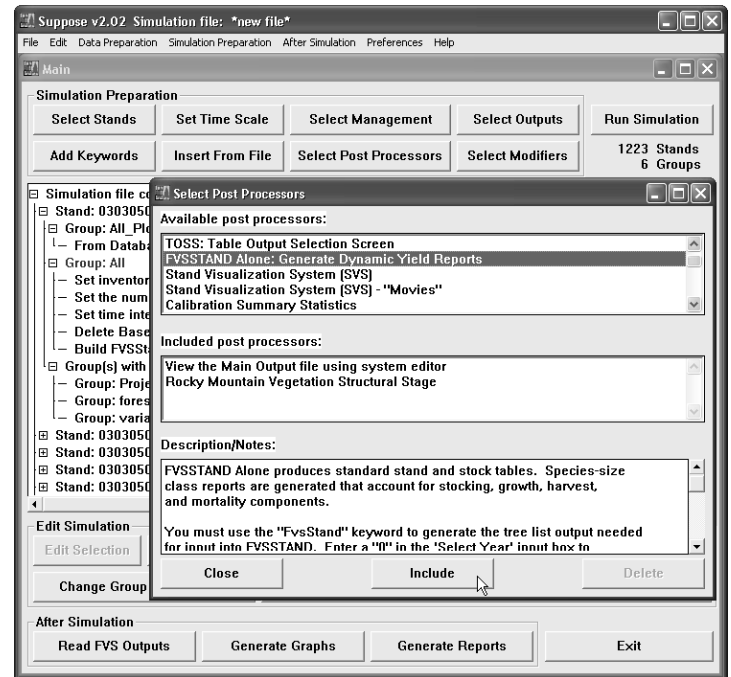 Suppose v2.02 Simulation file: *new file*
File Edit Data Preparation Simulation Preparation After Simulation Preferences Help
Main
Simulation Preparation
Select Stands Set Time Scale Select Management Select Outputs Run Simulation
Add Keywords Insert From File Select Post Processors Select Modifiers 1223 Stands
6 Groups
Simulation file co
Stand: 0303050
Group: All_Plo
From Databa
Group: All
Set inventor
Set the num
Set time inte
Delete Base
Build FVSSt
Group(s) with
Group: Proje
Group: fores
Group: varia
Stand: 0303050
Stand: 0303050
Stand: 0303050
Stand: 0303050
Select Post Processors
Available post processors:
TOSS: Table Output Selection Screen
FVSSTAND Alone: Generate Dynamic Yield Reports
Stand Visualization System (SVS)
Stand Visualization System (SVS) - "Movies"
Calibration Summary Statistics
Included post processors:
View the Main Output file using system editor
Rocky Mountain Vegetation Structural Stage
Description/Notes:
FVSSTAND Alone produces standard stand and stock tables. Species-size
class reports are generated that account for stocking, growth, harvest,
and mortality components.
You must use the "FvsStand" keyword to generate the tree list output needed
for input into FVSSTAND. Enter a "0" in the 'Select Year' input box to
Close Include Delete
Edit Simulation
Edit Selection
Change Group
After Simulation
Read FVS Outputs Generate Graphs Generate Reports Exit